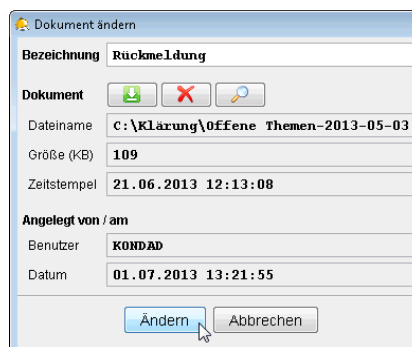 Dokument ändern
Bezeichnung Rückmeldung
Dokument
Dateiname C:\Klärung\Offene Themen-2013-05-03
Größe (KB) 109
Zeitstempel 21.06.2013 12:13:08
Angelegt von / am
Benutzer KONDAD
Datum 01.07.2013 13:21:55
Ändern Abbrechen